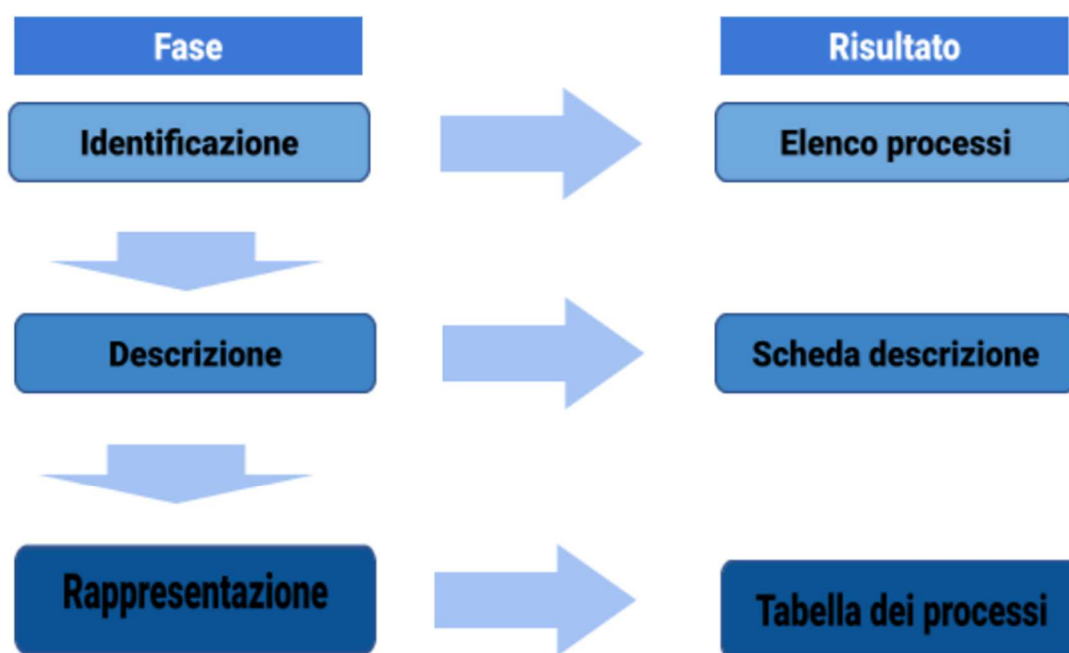 Fase
Risultato
Identificazione
Elenco processi
Descrizione
Scheda descrizione
Rappresentazione
Tabella dei processi